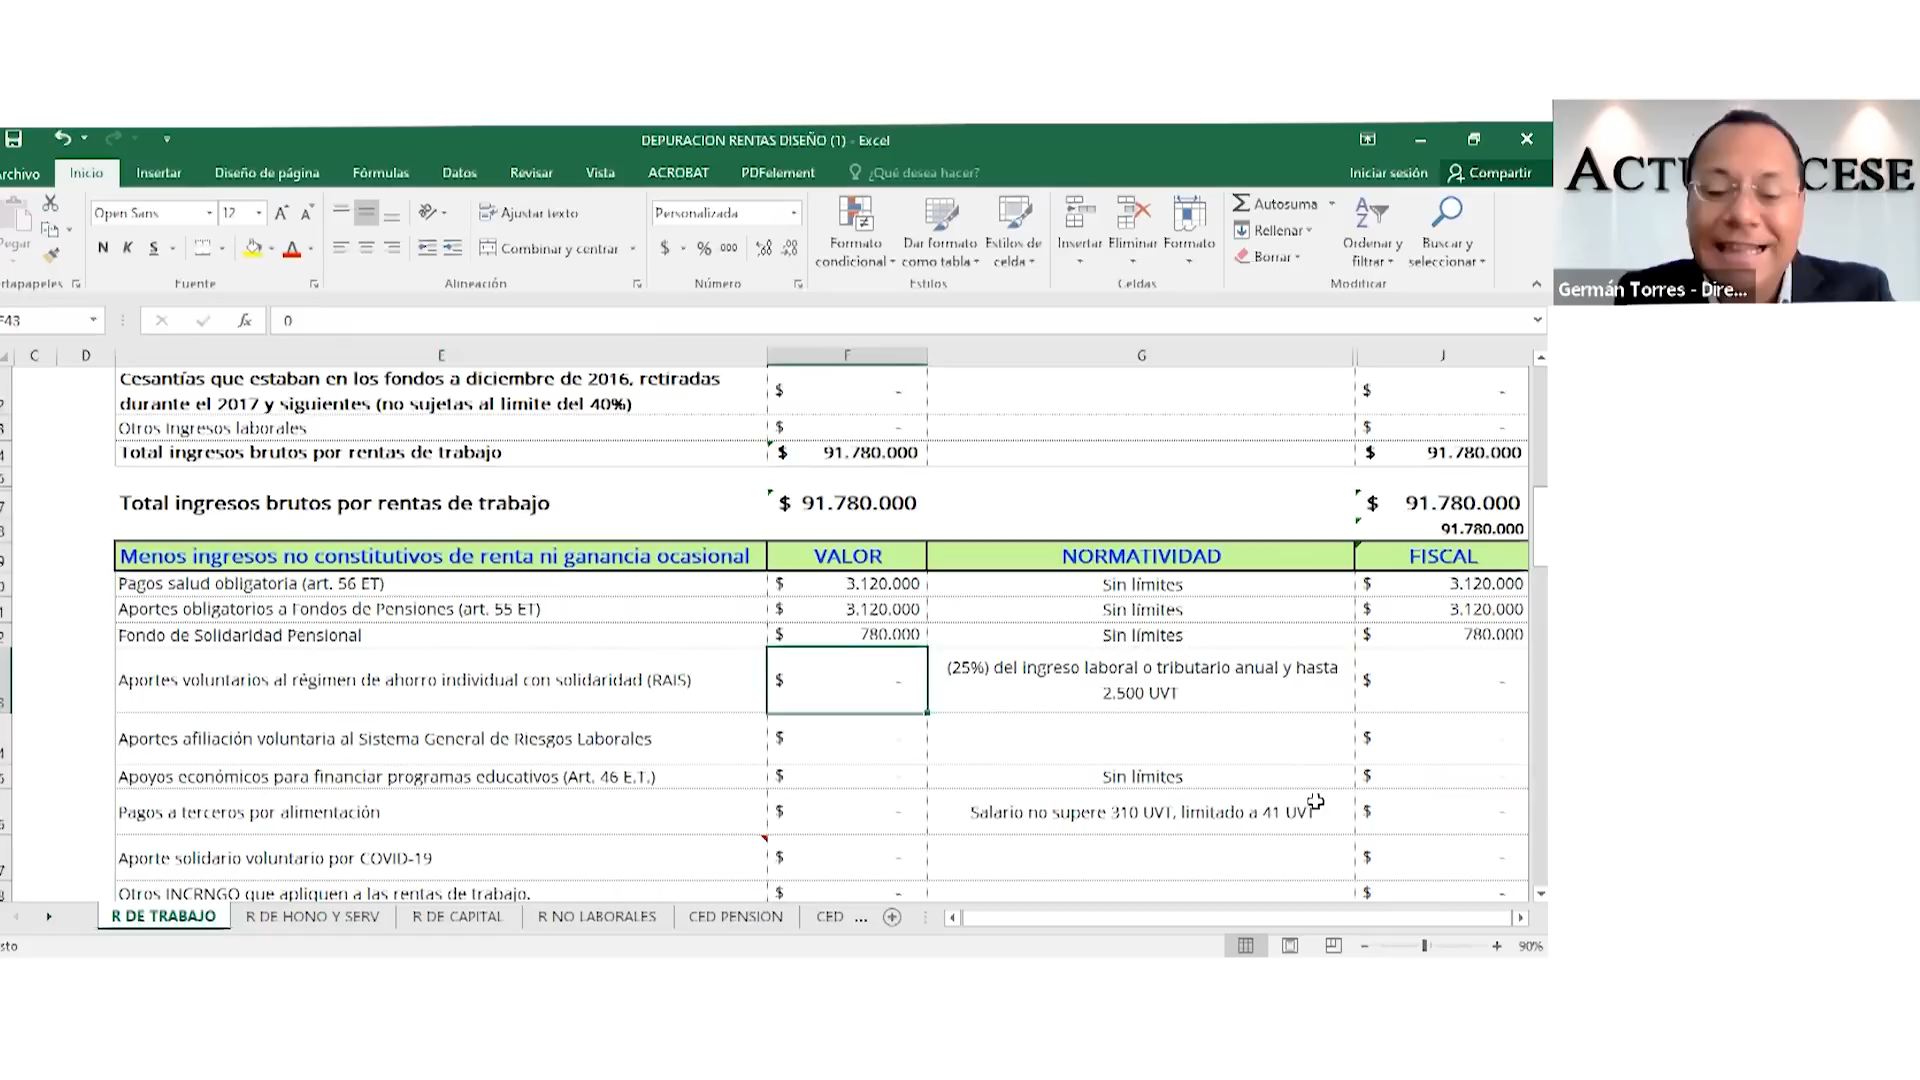 DEPURACION RENTAS DISEÑO (1) - Excel
rchivo Inicio Insertar Diseño de página Fórmulas Datos Revisar Vista ACROBAT PDFelement ¿Qué desea hacer? Iniciar sesión Compartir
Open Sans 12 Ajustar texto Personalizada Autosuma
Pegar N K S Combinar y centrar $ % 000 Formato condicional Dar formato como tabla Estilos de celda Insertar Eliminar Formato Rellenar Borrar Ordenar y filtrar Buscar y seleccionar
rtapapeles Fuente Alineación Número Estilos Celdas Modificar
F43 fx 0
C D E F G J
Cesantías que estaban en los fondos a diciembre de 2016, retiradas
durante el 2017 y siguientes (no sujetas al limite del 40%) $ - $ -
Otros Ingresos laborales $ - $ -
Total ingresos brutos por rentas de trabajo $ 91.780.000 $ 91.780.000
Total ingresos brutos por rentas de trabajo $ 91.780.000 $ 91.780.000
91.780.000
Menos ingresos no constitutivos de renta ni ganancia ocasional VALOR NORMATIVIDAD FISCAL
Pagos salud obligatoria (art. 56 ET) $ 3.120.000 Sin límites $ 3.120.000
Aportes obligatorios a Fondos de Pensiones (art. 55 ET) $ 3.120.000 Sin límites $ 3.120.000
Fondo de Solidaridad Pensional $ 780.000 Sin límites $ 780.000
Aportes voluntarios al régimen de ahorro individual con solidaridad (RAIS) $ - (25%) del ingreso laboral o tributario anual y hasta
2.500 UVT $ -
Aportes afiliación voluntaria al Sistema General de Riesgos Laborales $ - $ -
Apoyos económicos para financiar programas educativos (Art. 46 E.T.) $ - Sin límites $ -
Pagos a terceros por alimentación $ - Salario no supere 310 UVT, limitado a 41 UVT $ -
Aporte solidario voluntario por COVID-19 $ - $ -
Otros INCRNGO que apliquen a las rentas de trabajo. $ - $ -
R DE TRABAJO R DE HONO Y SERV R DE CAPITAL R NO LABORALES CED PENSION CED ...
sto 90%
ACTU CESE
Germán Torres - Dire...